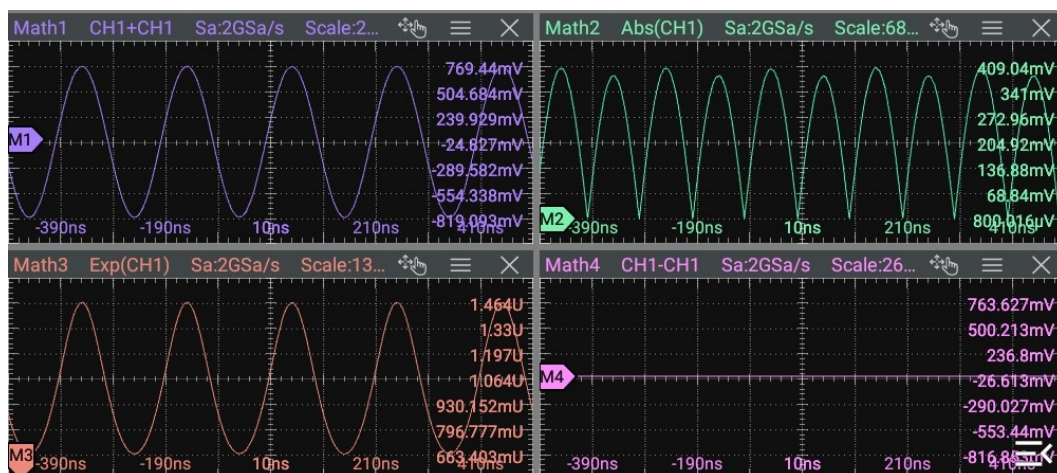 Math1 CH1+CH1 Sa:2GSa/s Scale:2...
769.44mV
504.684mV
239.929mV
M1
-24.827mV
-289.582mV
-554.338mV
-819.093mV
-390ns -190ns 10ns 210ns 410ns
Math2 Abs(CH1) Sa:2GSa/s Scale:68...
409.04mV
341mV
272.96mV
204.92mV
136.88mV
68.84mV
M2
800.016uV
-390ns -190ns 10ns 210ns 410ns
Math3 Exp(CH1) Sa:2GSa/s Scale:13...
1.464U
1.33U
1.197U
1.064U
930.152mU
796.777mU
M3
663.403mU
-390ns -190ns 10ns 210ns 410ns
Math4 CH1-CH1 Sa:2GSa/s Scale:26...
763.627mV
500.213mV
236.8mV
M4
-26.613mV
-290.027mV
-553.44mV
-390ns -190ns 10ns 210ns 410ns